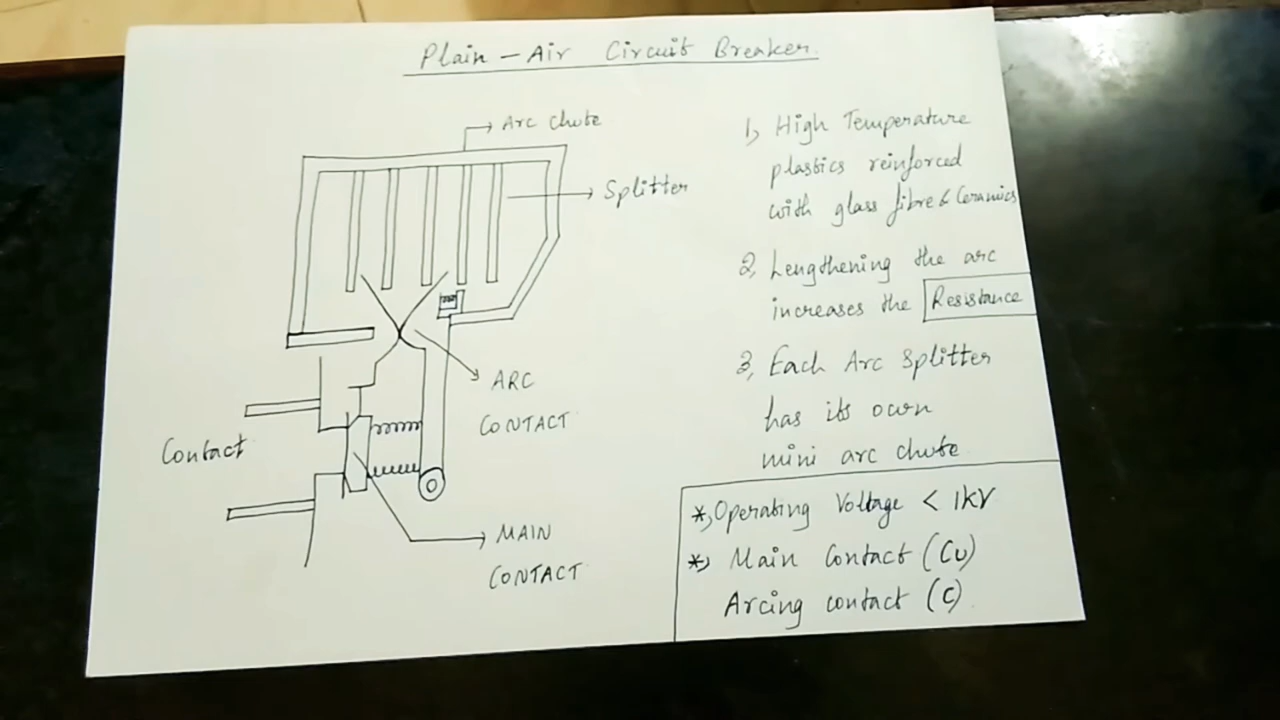 Plain - Air Circuit Breaker
Arc chute
Splitter
ARC
CONTACT
Contact
MAIN
CONTACT
1, High Temperature
plastics reinforced
with glass fibre & Ceramics
2, Lengthening the arc
increases the Resistance
3, Each Arc Splitter
has its own
mini arc chute
*, Operating Voltage < 1kV
*, Main Contact (Cu)
Arcing contact (C)